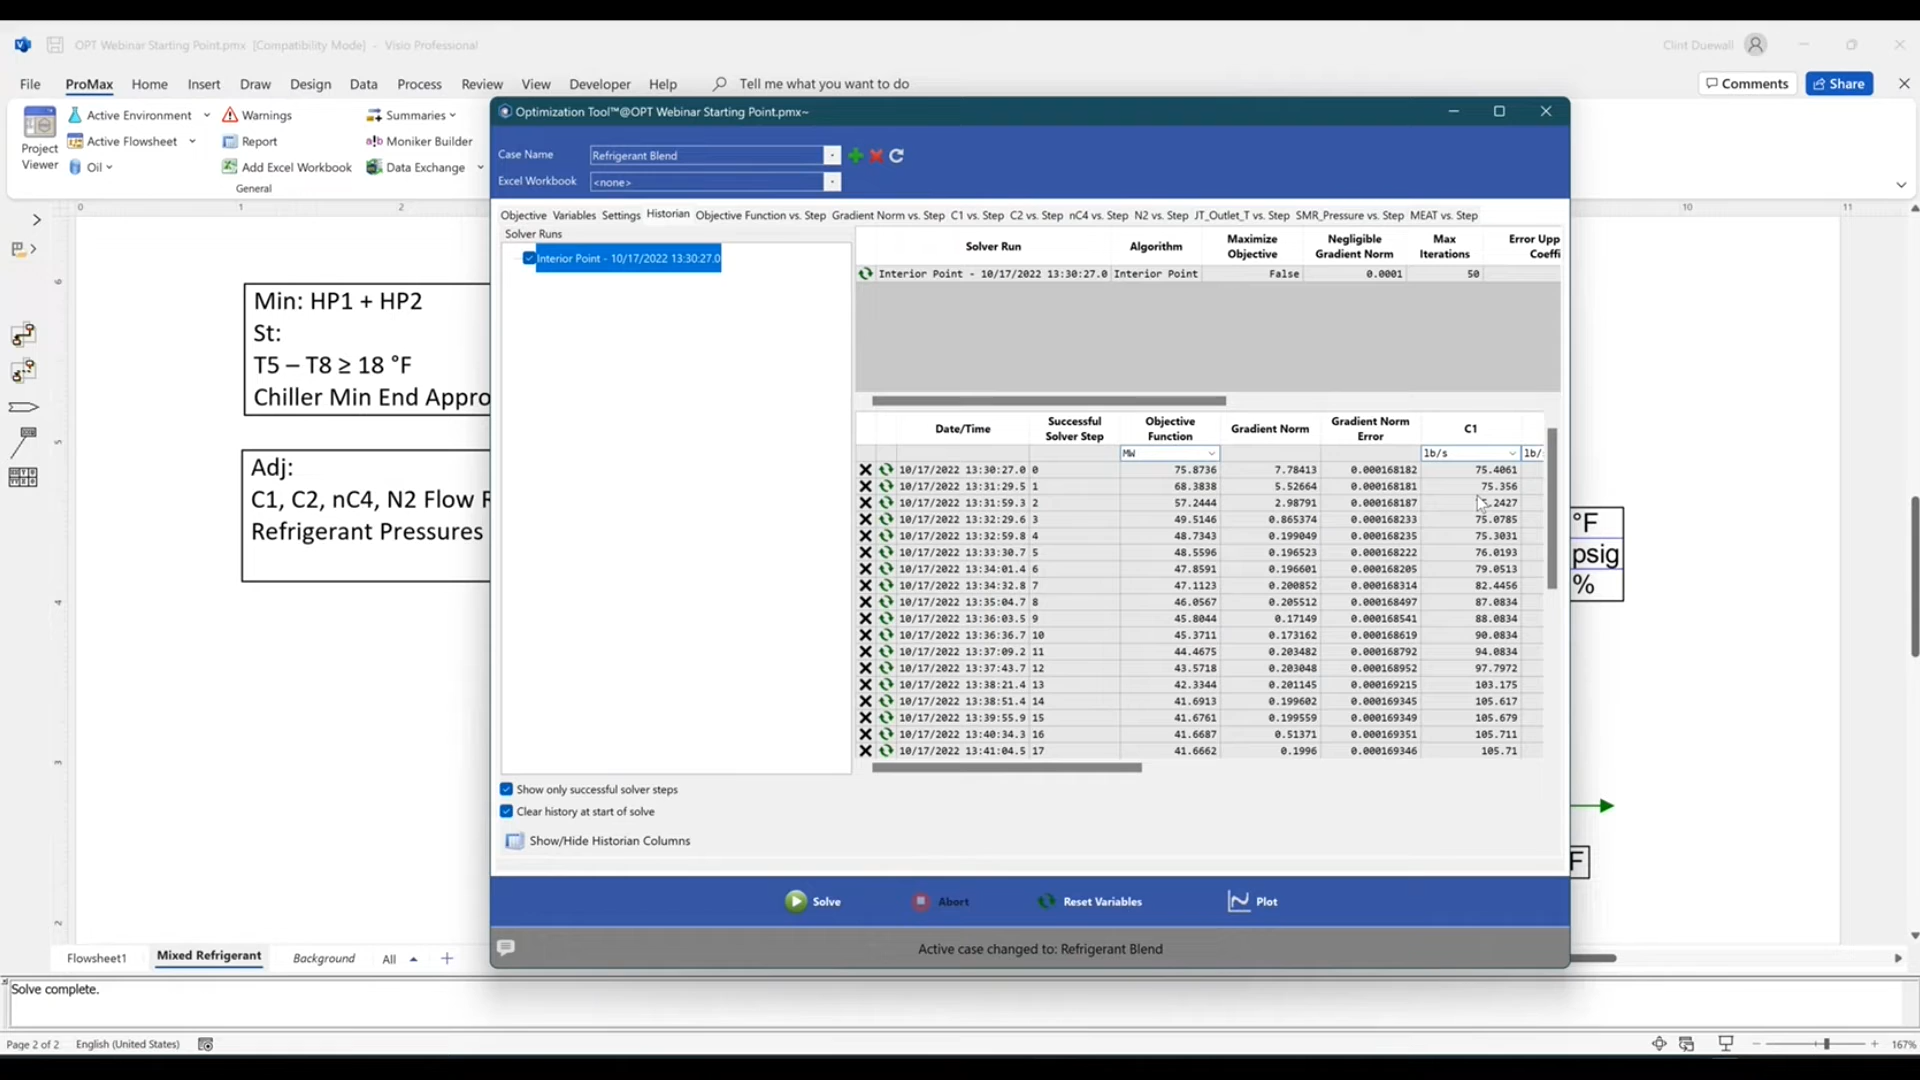 OPT Webinar Starting Point.pmx [Compatibility Mode] - Visio Professional
Clint Duewall
File ProMax Home Insert Draw Design Data Process Review View Developer Help Tell me what you want to do
Comments Share
Project Viewer
Active Environment
Active Flowsheet
Oil
Warnings
Report
Add Excel Workbook
General
Summaries
a!b Moniker Builder
Data Exchange
Optimization Tool™@OPT Webinar Starting Point.pmx~
Case Name Refrigerant Blend
Excel Workbook <none>
Objective Variables Settings Historian Objective Function vs. Step Gradient Norm vs. Step C1 vs. Step C2 vs. Step nC4 vs. Step N2 vs. Step JT_Outlet_T vs. Step SMR_Pressure vs. Step MEAT vs. Step
0 1 2 10 11
6
5
4
3
2
Min: HP1 + HP2
St:
T5 – T8 ≥ 18 °F
Chiller Min End Appro
Adj:
C1, C2, nC4, N2 Flow R
Refrigerant Pressures
Solver Runs
Interior Point - 10/17/2022 13:30:27.0
Solver Run Algorithm Maximize Objective Negligible Gradient Norm Max Iterations Error Upp Coeffi
Interior Point - 10/17/2022 13:30:27.0 Interior Point False 0.0001 50
Date/Time Successful Solver Step Objective Function Gradient Norm Gradient Norm Error C1
MW lb/s lb/
10/17/2022 13:30:27.0 0 75.8736 7.78413 0.000168182 75.4061
10/17/2022 13:31:29.5 1 68.3838 5.52664 0.000168181 75.356
10/17/2022 13:31:59.3 2 57.2444 2.98791 0.000168187 .2427
10/17/2022 13:32:29.6 3 49.5146 0.865374 0.000168233 75.0785
10/17/2022 13:32:59.8 4 48.7343 0.199049 0.000168235 75.3031
10/17/2022 13:33:30.7 5 48.5596 0.196523 0.000168222 76.0193
10/17/2022 13:34:01.4 6 47.8591 0.196601 0.000168205 79.0513
10/17/2022 13:34:32.8 7 47.1123 0.200852 0.000168314 82.4456
10/17/2022 13:35:04.7 8 46.0567 0.205512 0.000168497 87.0834
10/17/2022 13:36:03.5 9 45.8044 0.17149 0.000168541 88.0834
10/17/2022 13:36:36.7 10 45.3711 0.173162 0.000168619 90.0834
10/17/2022 13:37:09.2 11 44.4675 0.203482 0.000168792 94.0834
10/17/2022 13:37:43.7 12 43.5718 0.203048 0.000168952 97.7972
10/17/2022 13:38:21.4 13 42.3344 0.201145 0.000169215 103.175
10/17/2022 13:38:51.4 14 41.6913 0.199602 0.000169345 105.617
10/17/2022 13:39:55.9 15 41.6761 0.199559 0.000169349 105.679
10/17/2022 13:40:34.3 16 41.6687 0.51371 0.000169351 105.711
10/17/2022 13:41:04.5 17 41.6662 0.1996 0.000169346 105.71
°F
psig
%
F
Show only successful solver steps
Clear history at start of solve
Show/Hide Historian Columns
Solve Abort Reset Variables Plot
Active case changed to: Refrigerant Blend
Flowsheet1 Mixed Refrigerant Background All
Solve complete.
Page 2 of 2 English (United States) 167%